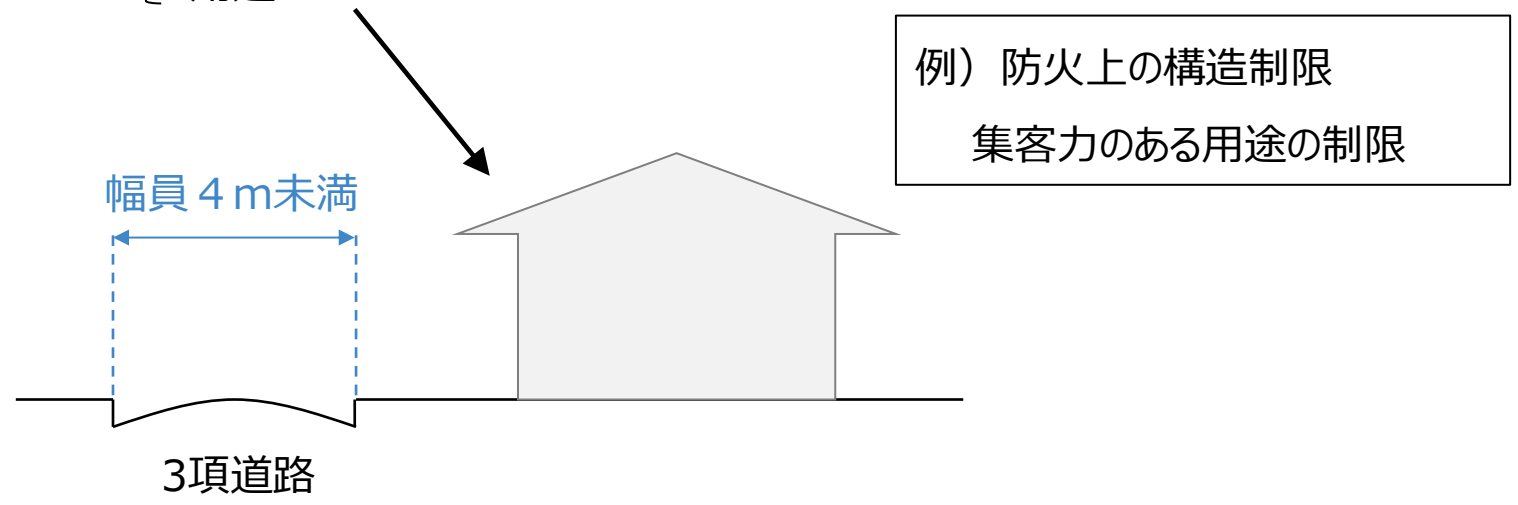 例）防火上の構造制限
集客力のある用途の制限
幅員４ｍ未満
3項道路